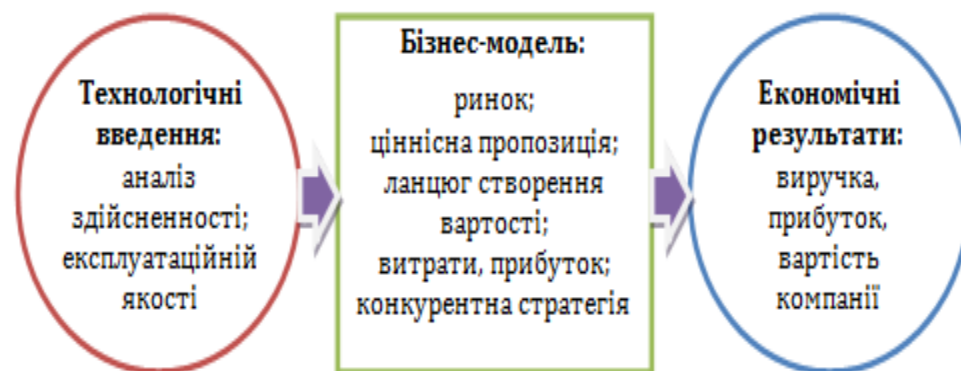 Технологічні
введення:
аналіз
здійсненності;
експлуатаційній
якості
Бізнес-модель:
ринок;
ціннісна пропозиція;
ланцюг створення
вартості;
витрати, прибуток;
конкурентна стратегія
Економічні
результати:
виручка,
прибуток,
вартість
компанії